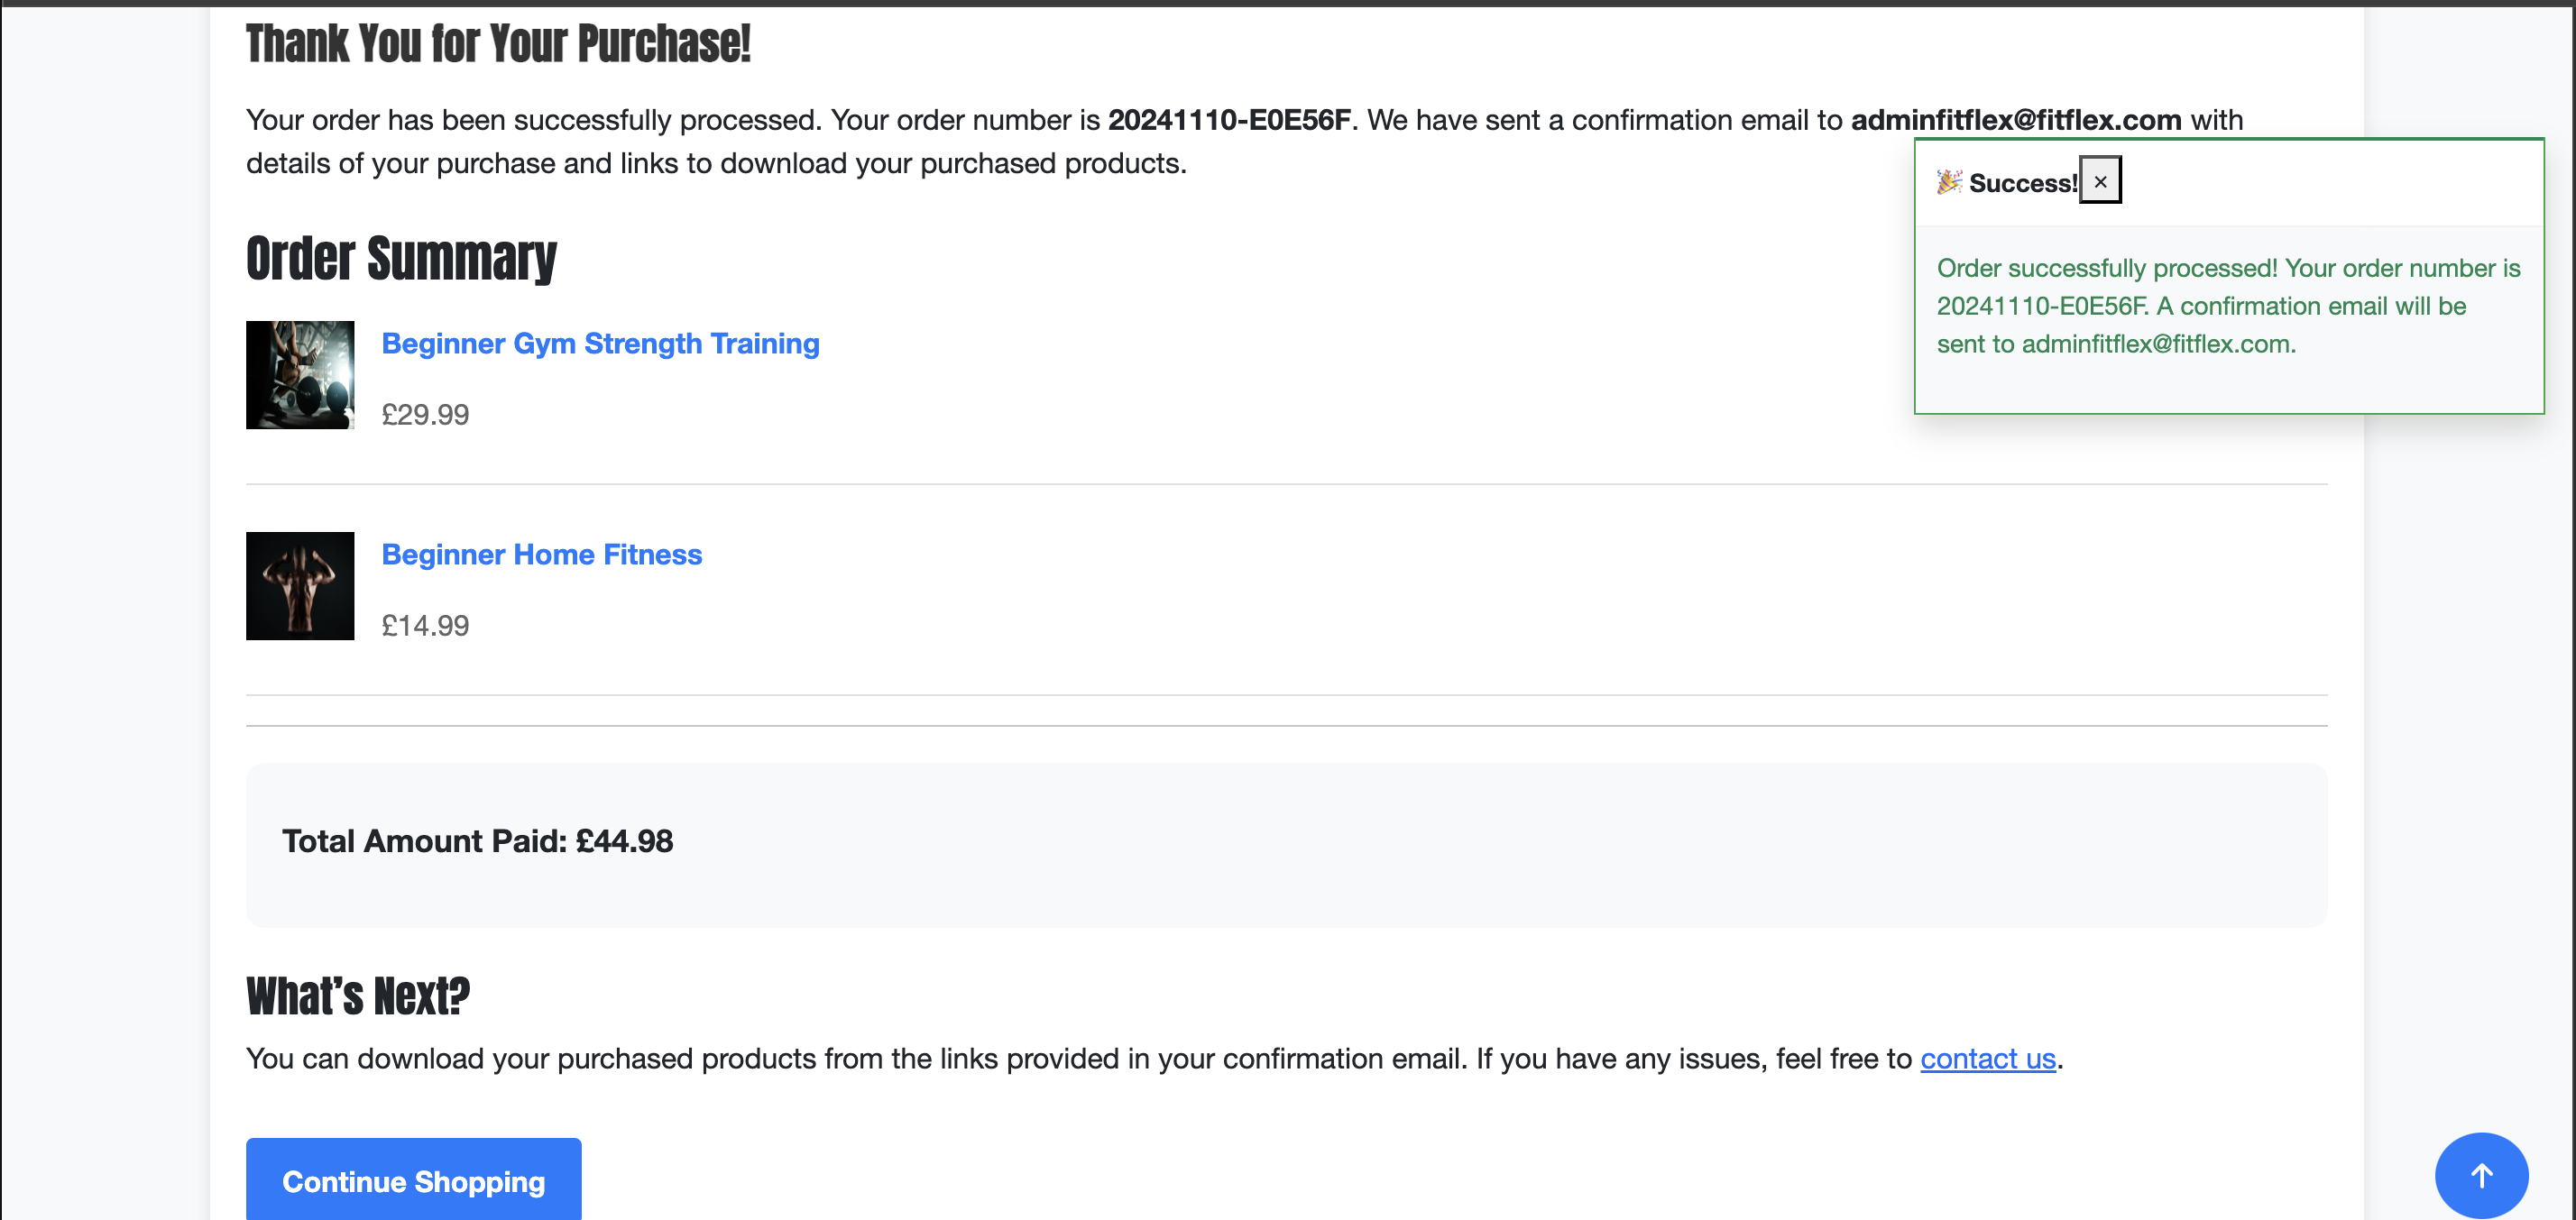 Thank You for Your Purchase!
Your order has been successfully processed. Your order number is 20241110-E0E56F. We have sent a confirmation email to adminfitflex@fitflex.com with
details of your purchase and links to download your purchased products.
🎉 Success! ×
Order successfully processed! Your order number is
20241110-E0E56F. A confirmation email will be
sent to adminfitflex@fitflex.com.
Order Summary
Beginner Gym Strength Training
£29.99
Beginner Home Fitness
£14.99
Total Amount Paid: £44.98
What’s Next?
You can download your purchased products from the links provided in your confirmation email. If you have any issues, feel free to contact us.
Continue Shopping